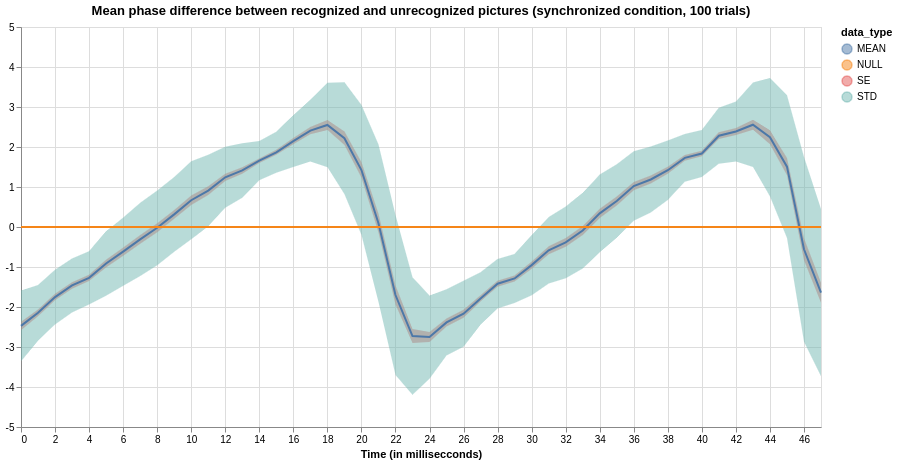 Mean phase difference between recognized and unrecognized pictures (synchronized condition, 100 trials)
5
4
3
2
1
0
-1
-2
-3
-4
-5
0 2 4 6 8 10 12 14 16 18 20 22 24 26 28 30 32 34 36 38 40 42 44 46
Time (in millisecconds)
data_type
MEAN
NULL
SE
STD